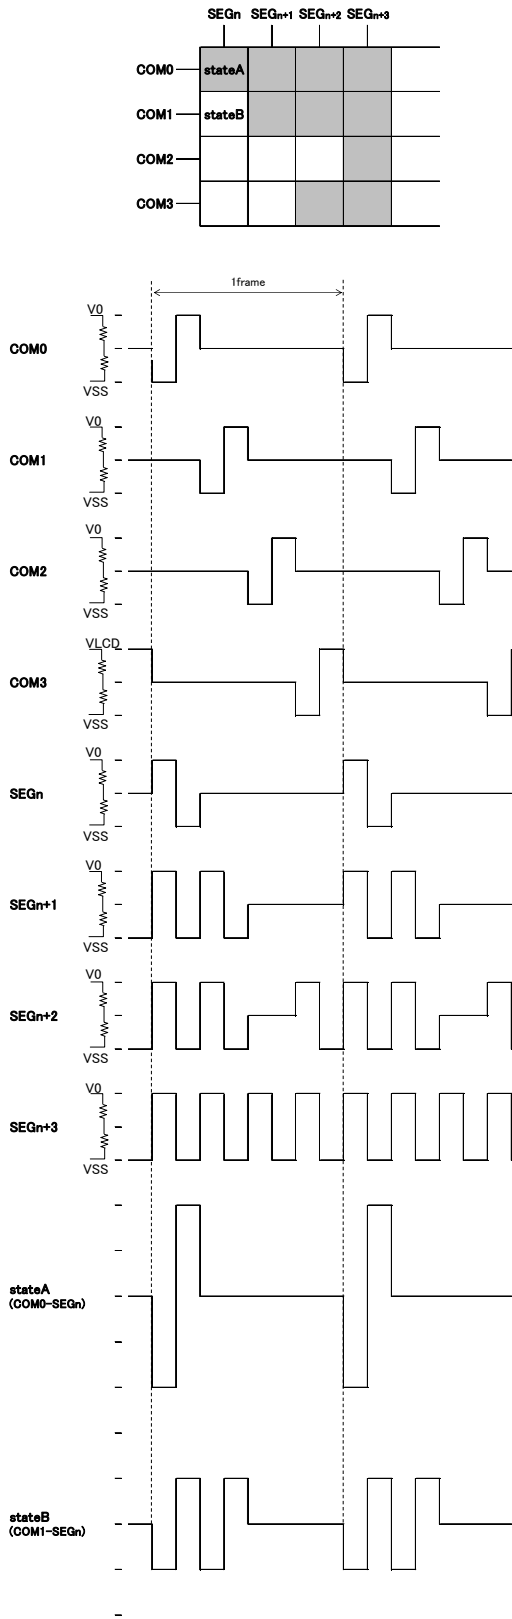 SEGn SEGn+1 SEGn+2 SEGn+3
COM0 stateA
COM1 stateB
COM2
COM3
1frame
V0
COM0
VSS
V0
COM1
VSS
V0
COM2
VSS
VLCD
COM3
VSS
V0
SEGn
VSS
V0
SEGn+1
VSS
V0
SEGn+2
VSS
V0
SEGn+3
VSS
stateA
(COM0-SEGn)
stateB
(COM1-SEGn)